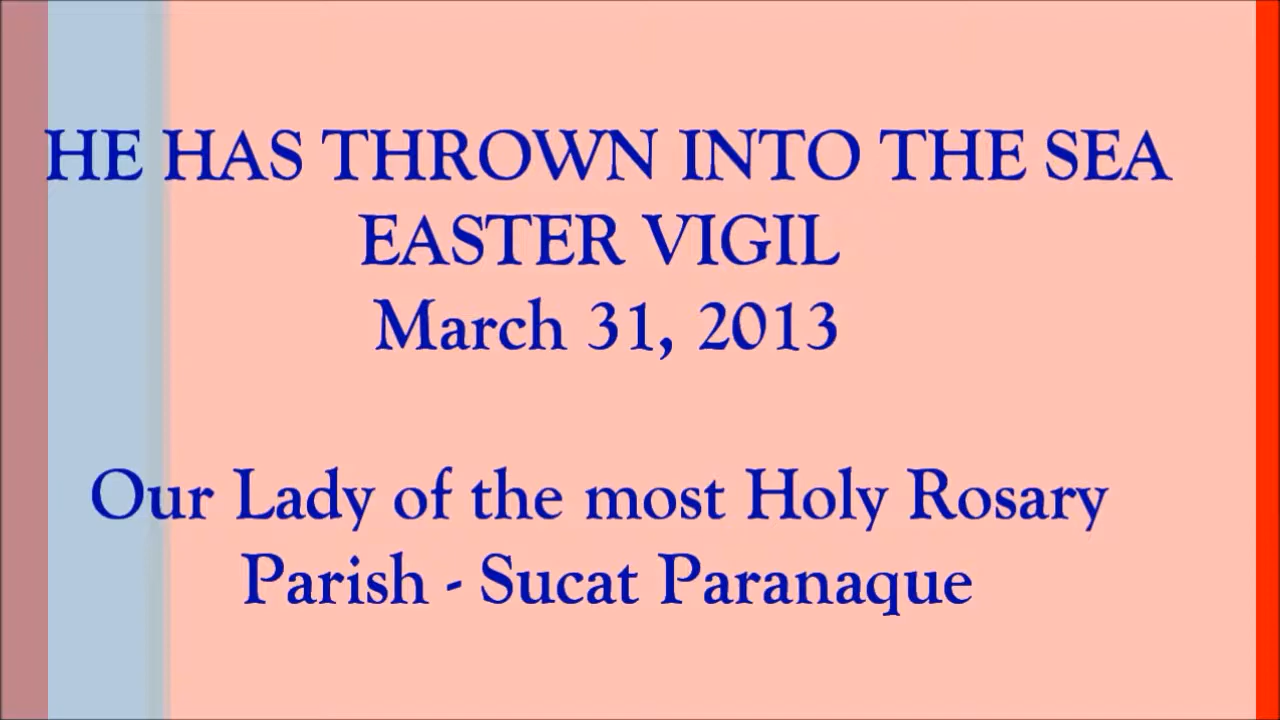 HE HAS THROWN INTO THE SEA
EASTER VIGIL
March 31, 2013
Our Lady of the most Holy Rosary
Parish - Sucat Paranaque